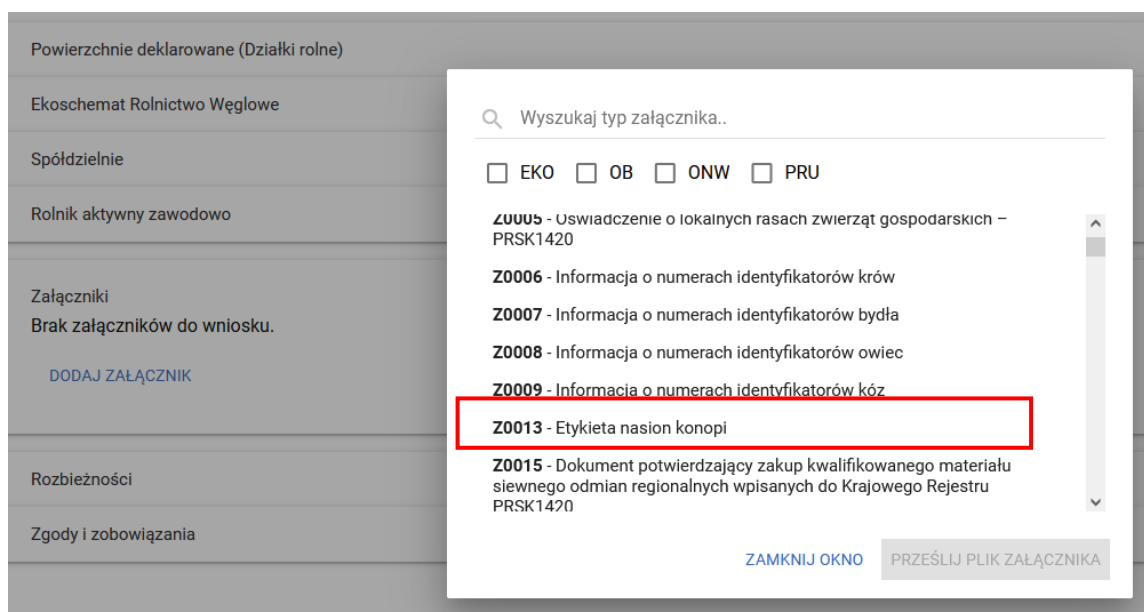 Powierzchnie deklarowane (Działki rolne)
Ekoschemat Rolnictwo Węglowe
Spółdzielnie
Rolnik aktywny zawodowo
Załączniki
Brak załączników do wniosku.
DODAJ ZAŁĄCZNIK
Rozbieżności
Zgody i zobowiązania
Wyszukaj typ załącznika..
EKO OB ONW PRU
Z0005 - Oświadczenie o lokalnych rasach zwierząt gospodarskich –
PRSK1420
Z0006 - Informacja o numerach identyfikatorów krów
Z0007 - Informacja o numerach identyfikatorów bydła
Z0008 - Informacja o numerach identyfikatorów owiec
Z0009 - Informacja o numerach identyfikatorów kóz
Z0013 - Etykieta nasion konopi
Z0015 - Dokument potwierdzający zakup kwalifikowanego materiału
siewnego odmian regionalnych wpisanych do Krajowego Rejestru
PRSK1420
ZAMKNIJ OKNO PRZEŚLIJ PLIK ZAŁĄCZNIKA